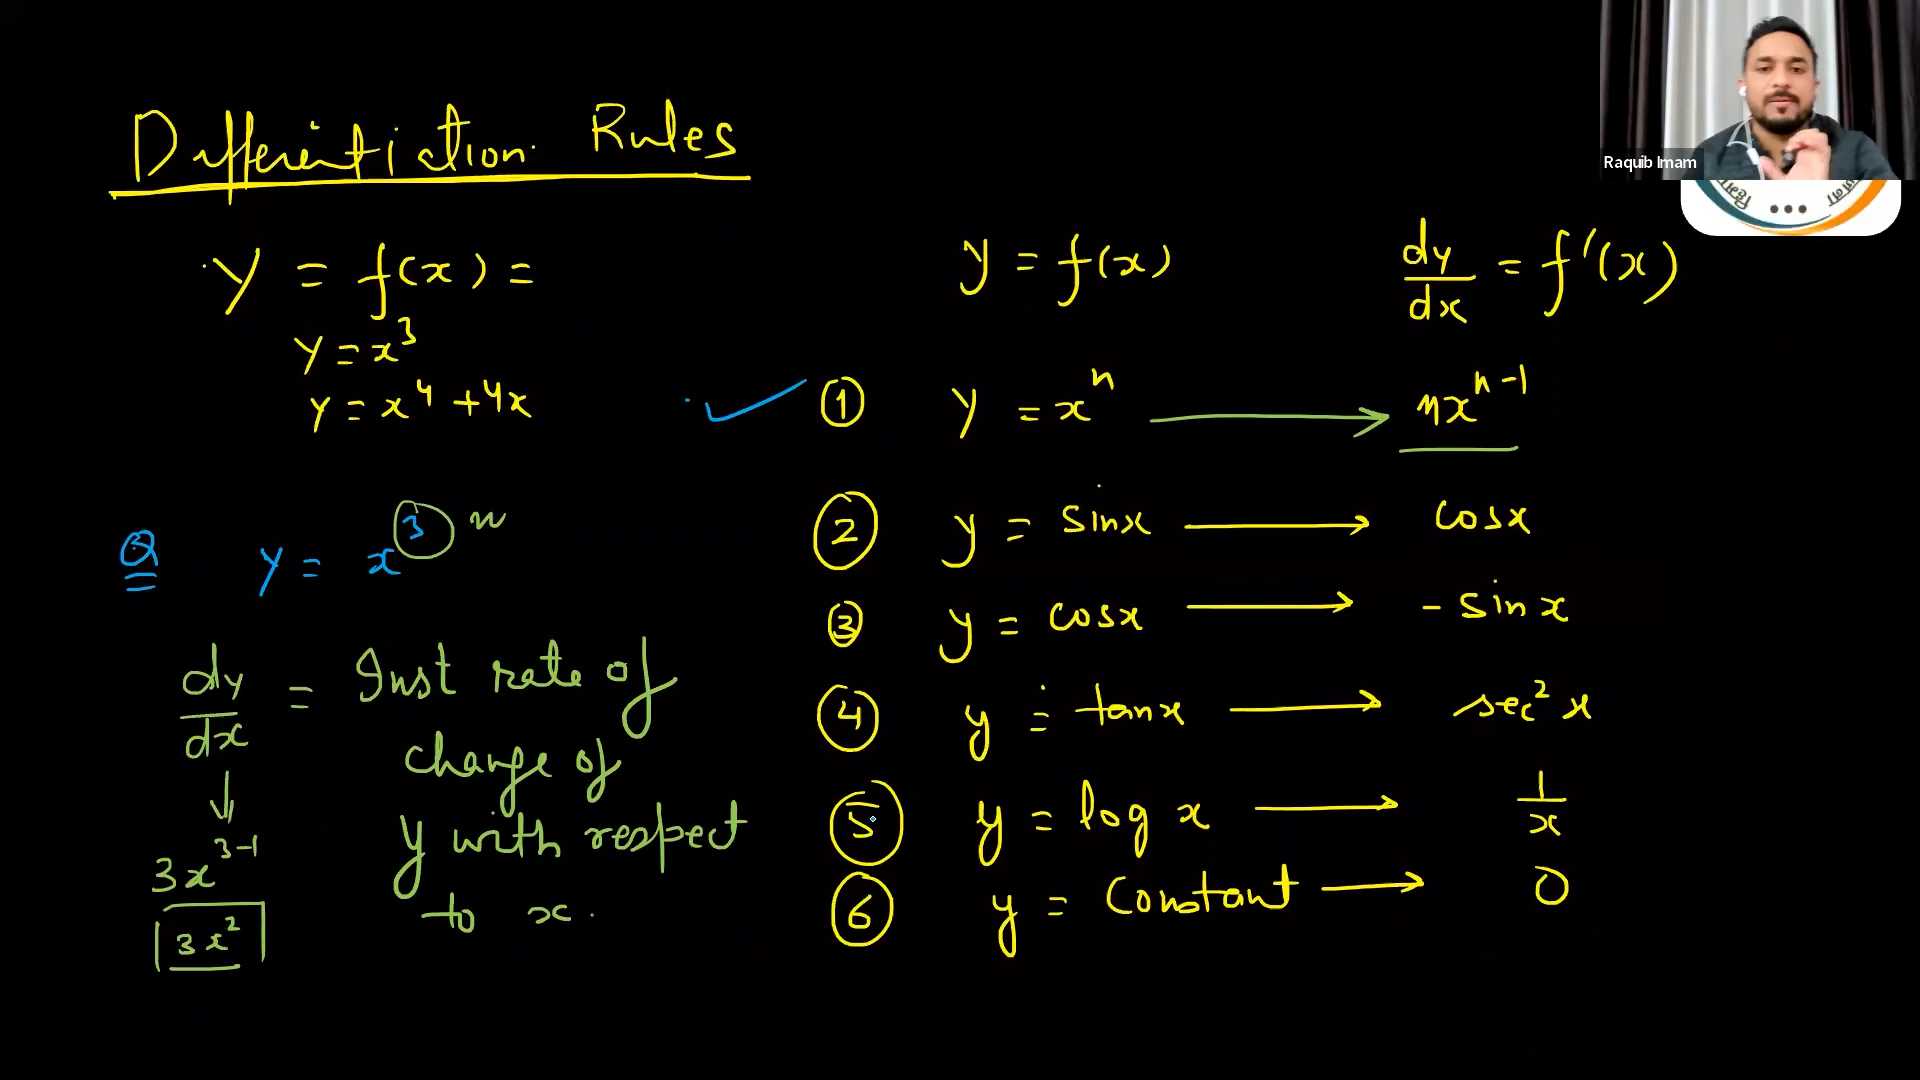 Differentiation Rules
Raquib Imam
Y = f(x) =
Y = x³
Y = x⁴ + 4x
Q Y = x³ n
dy/dx = Inst rate of
change of
y with respect
to x.
↓
3x³⁻¹
3x²
y = f(x) dy/dx = f'(x)
✓ ① Y = xⁿ ⟶ nxⁿ⁻¹
② y = sinx ⟶ cosx
③ y = cosx ⟶ - sin x
④ y = tanx ⟶ sec² x
⑤ y = log x ⟶ 1/x
⑥ y = Constant ⟶ 0